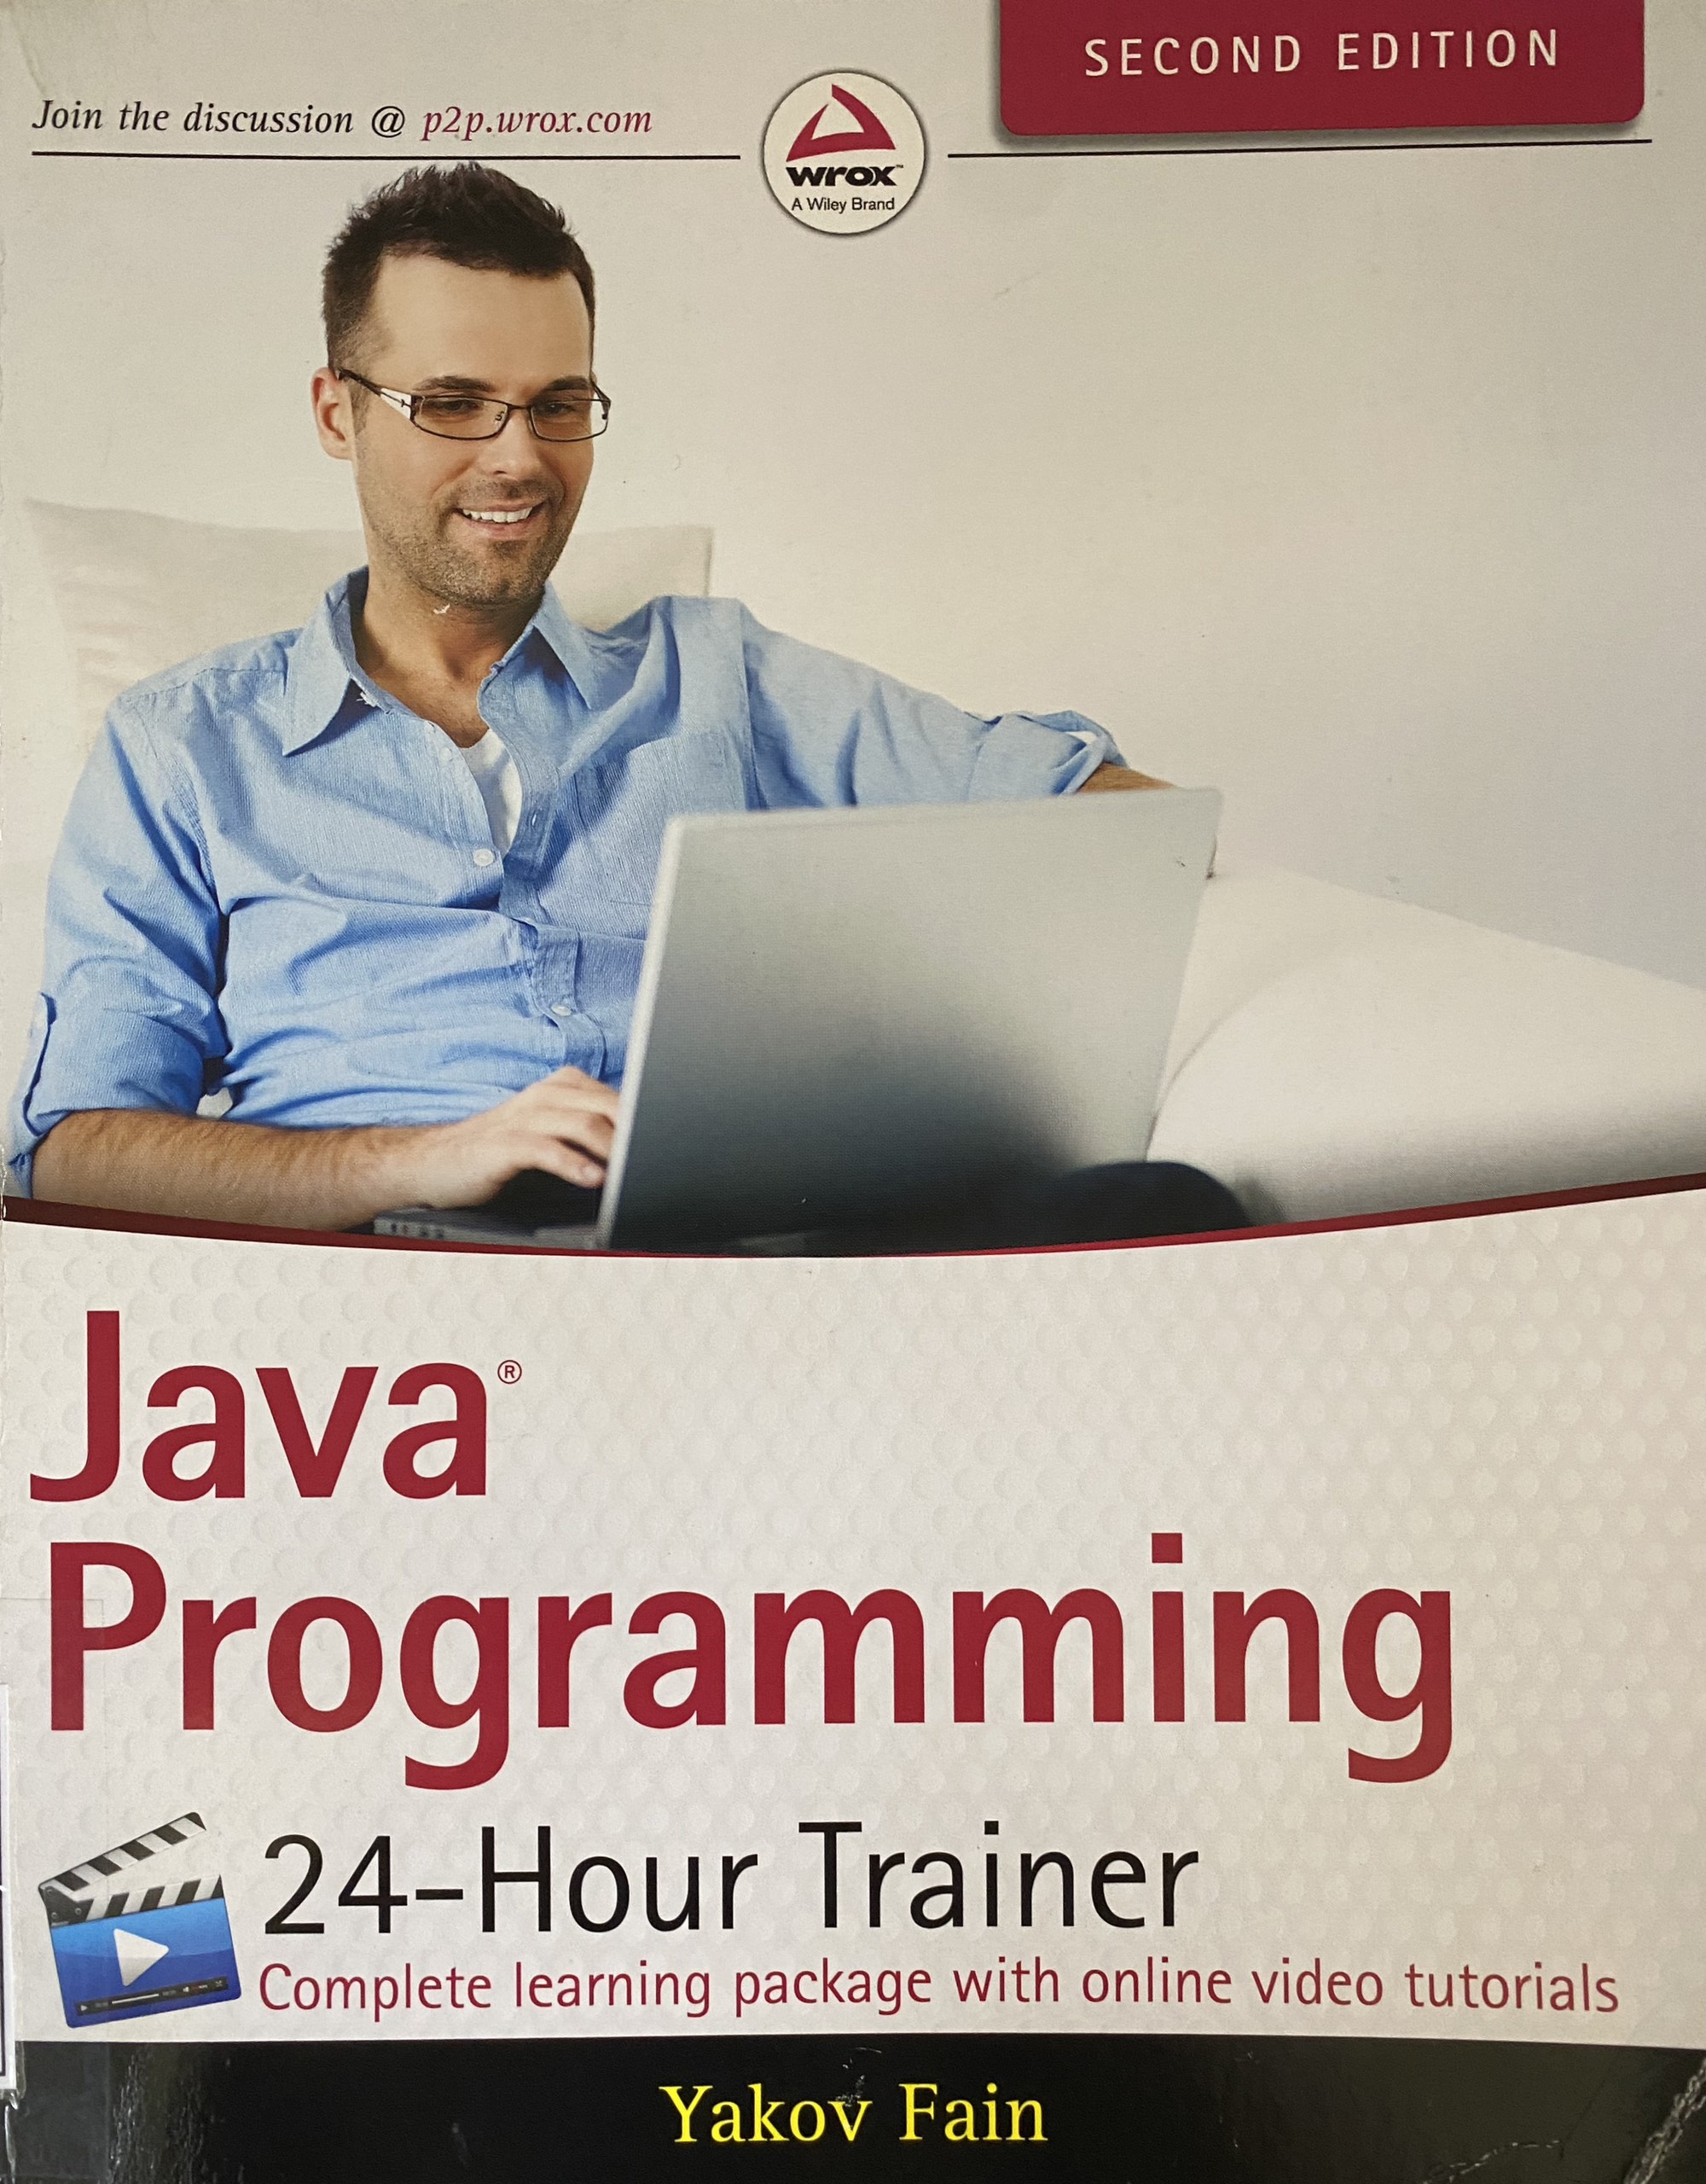 SECOND EDITION
Join the discussion @ p2p.wrox.com
wrox™
A Wiley Brand
Java®
Programming
24-Hour Trainer
Complete learning package with online video tutorials
Yakov Fain